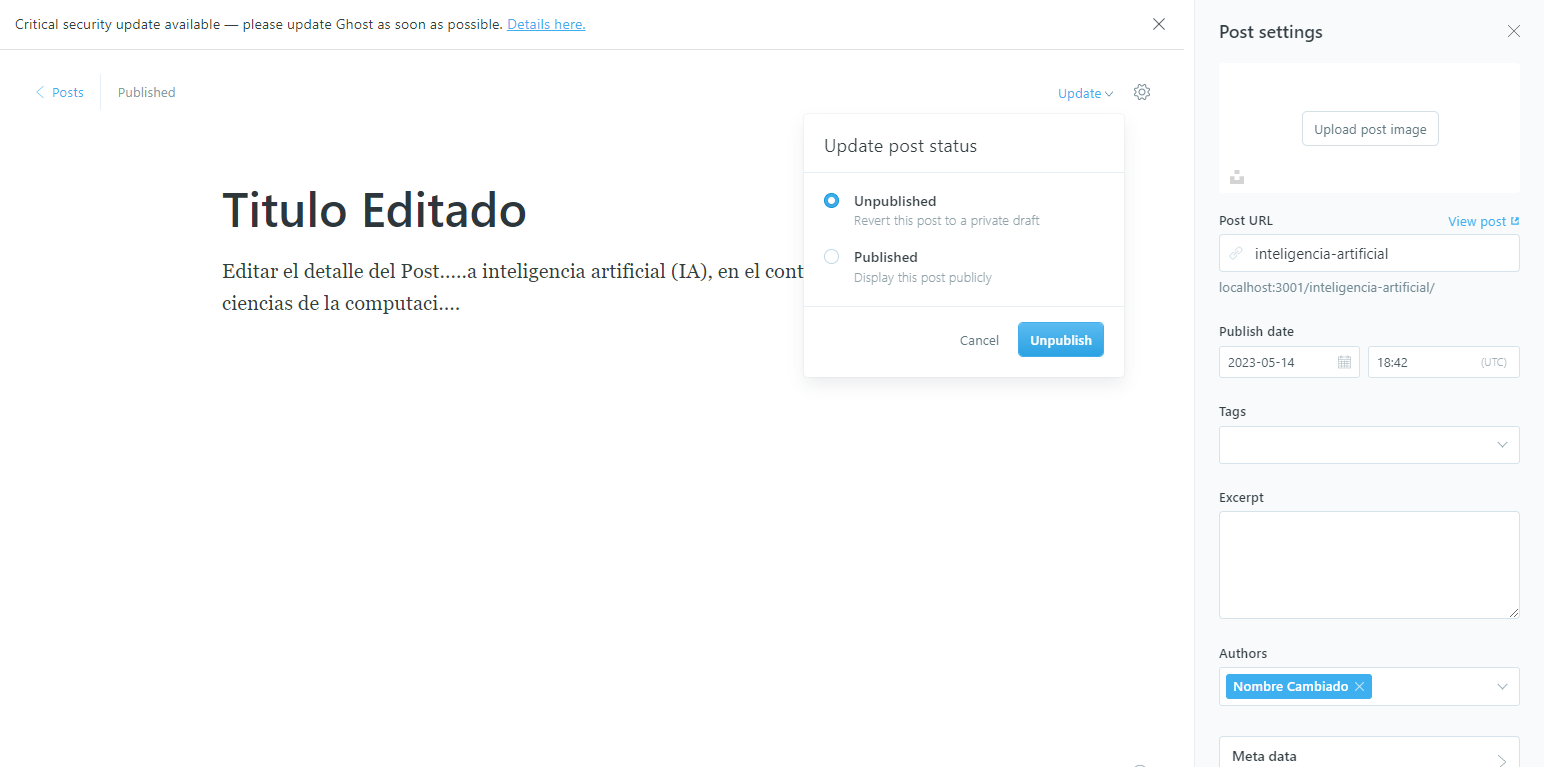 Critical security update available — please update Ghost as soon as possible. Details here.
Posts
Published
Update
Update post status
Unpublished
Revert this post to a private draft
Published
Display this post publicly
Cancel
Unpublish
Titulo Editado
Editar el detalle del Post.....a inteligencia artificial (IA), en el cont
ciencias de la computaci....
Post settings
Upload post image
Post URL
View post
inteligencia-artificial
localhost:3001/inteligencia-artificial/
Publish date
2023-05-14
18:42
(UTC)
Tags
Excerpt
Authors
Nombre Cambiado
Meta data